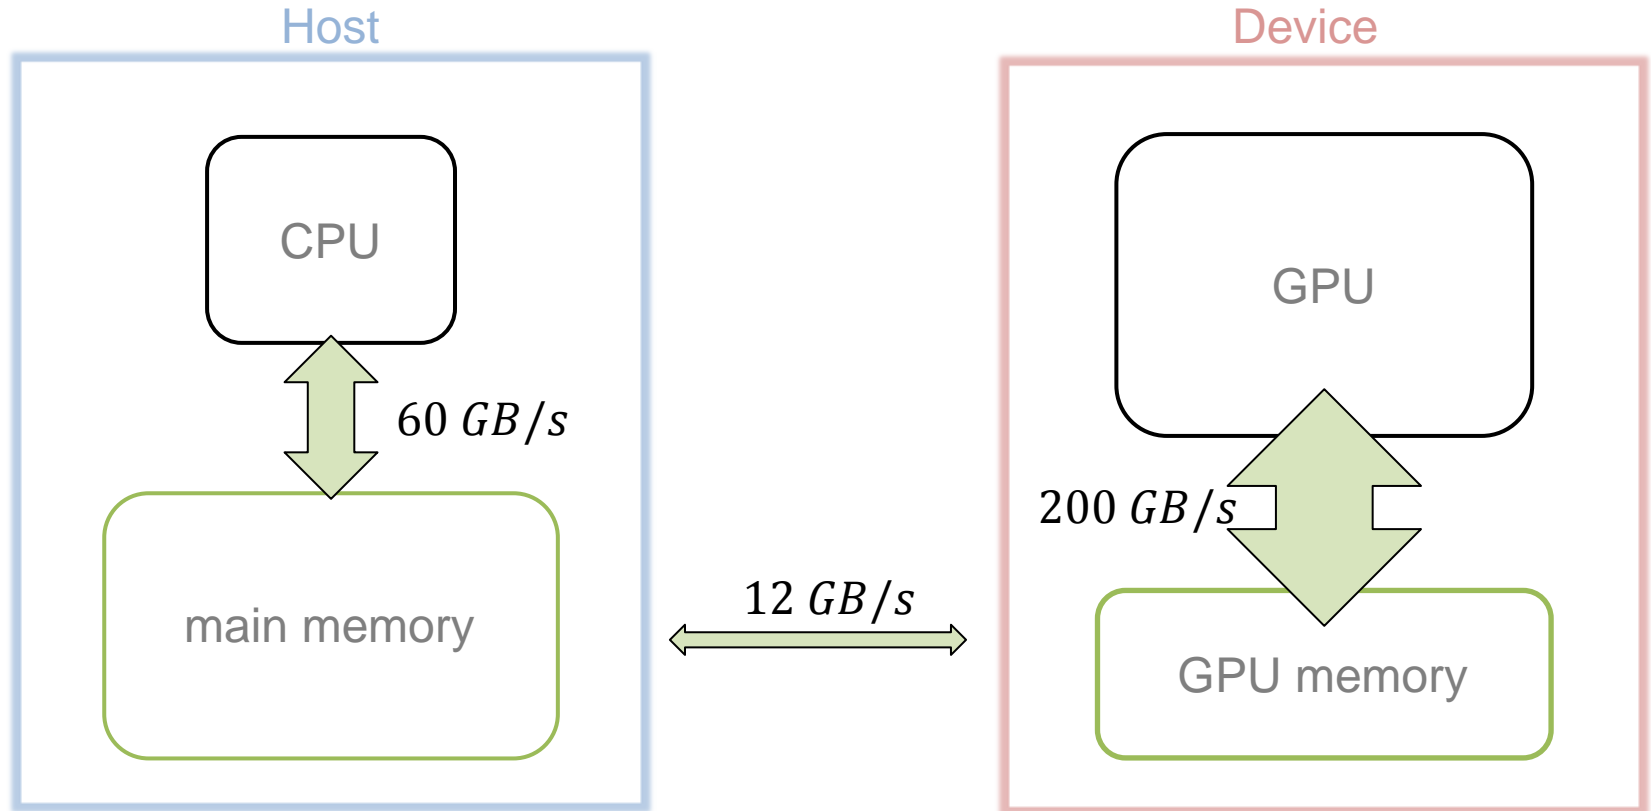 Host
CPU
60 GB/s
main memory
12 GB/s
Device
GPU
200 GB/s
GPU memory